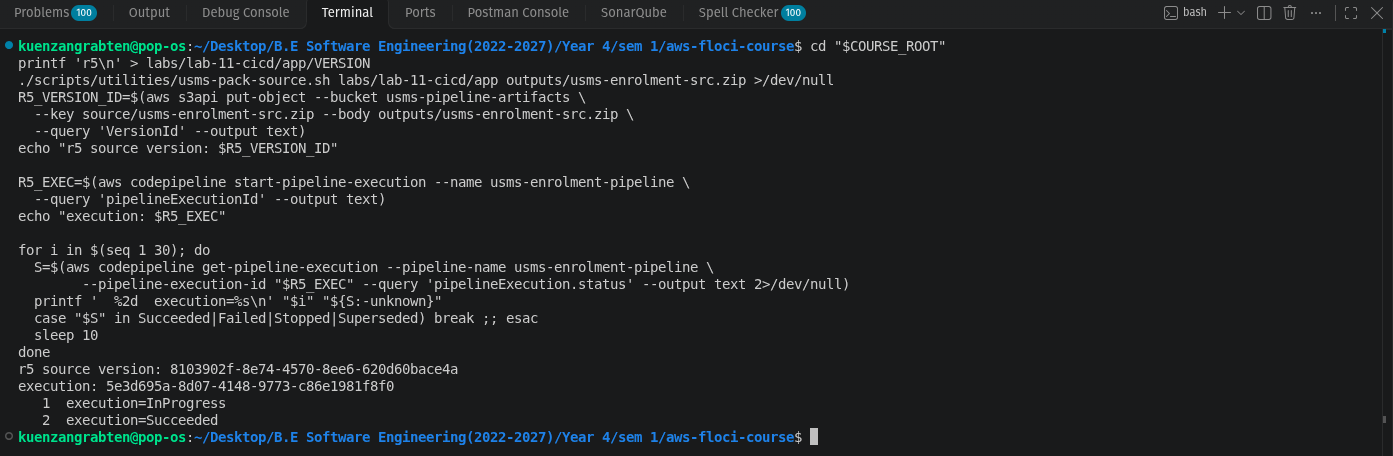 Problems 100 Output Debug Console Terminal Ports Postman Console SonarQube Spell Checker 100 bash
kuenzangrabten@pop-os:~/Desktop/B.E Software Engineering(2022-2027)/Year 4/sem 1/aws-floci-course$ cd "$COURSE_ROOT"
printf 'r5\n' > labs/lab-11-cicd/app/VERSION
./scripts/utilities/usms-pack-source.sh labs/lab-11-cicd/app outputs/usms-enrolment-src.zip >/dev/null
R5_VERSION_ID=$(aws s3api put-object --bucket usms-pipeline-artifacts \
  --key source/usms-enrolment-src.zip --body outputs/usms-enrolment-src.zip \
  --query 'VersionId' --output text)
echo "r5 source version: $R5_VERSION_ID"

R5_EXEC=$(aws codepipeline start-pipeline-execution --name usms-enrolment-pipeline \
  --query 'pipelineExecutionId' --output text)
echo "execution: $R5_EXEC"

for i in $(seq 1 30); do
  S=$(aws codepipeline get-pipeline-execution --pipeline-name usms-enrolment-pipeline \
        --pipeline-execution-id "$R5_EXEC" --query 'pipelineExecution.status' --output text 2>/dev/null)
  printf '  %2d  execution=%s\n' "$i" "${S:-unknown}"
  case "$S" in Succeeded|Failed|Stopped|Superseded) break ;; esac
  sleep 10
done
r5 source version: 8103902f-8e74-4570-8ee6-620d60bace4a
execution: 5e3d695a-8d07-4148-9773-c86e1981f8f0
   1  execution=InProgress
   2  execution=Succeeded
kuenzangrabten@pop-os:~/Desktop/B.E Software Engineering(2022-2027)/Year 4/sem 1/aws-floci-course$